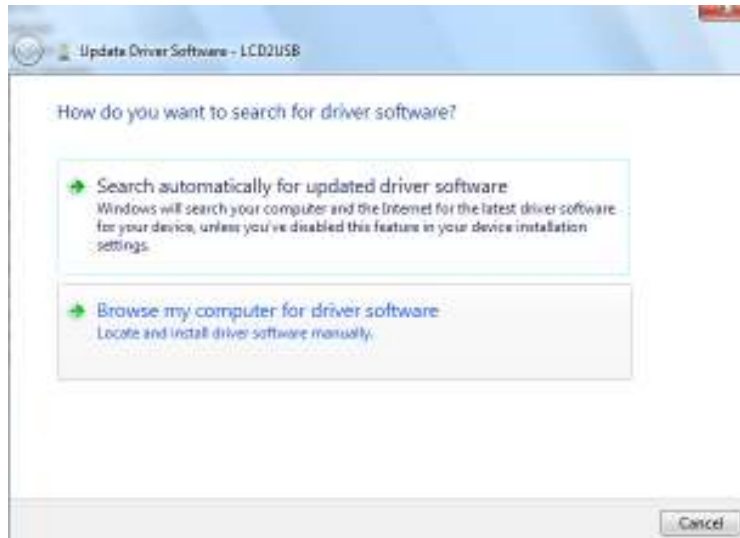 Update Driver Software - LCD2USB
How do you want to search for driver software?
Search automatically for updated driver software
Windows will search your computer and the Internet for the latest driver software
for your device, unless you've disabled this feature in your device installation
settings.
Browse my computer for driver software
Locate and install driver software manually.
Cancel